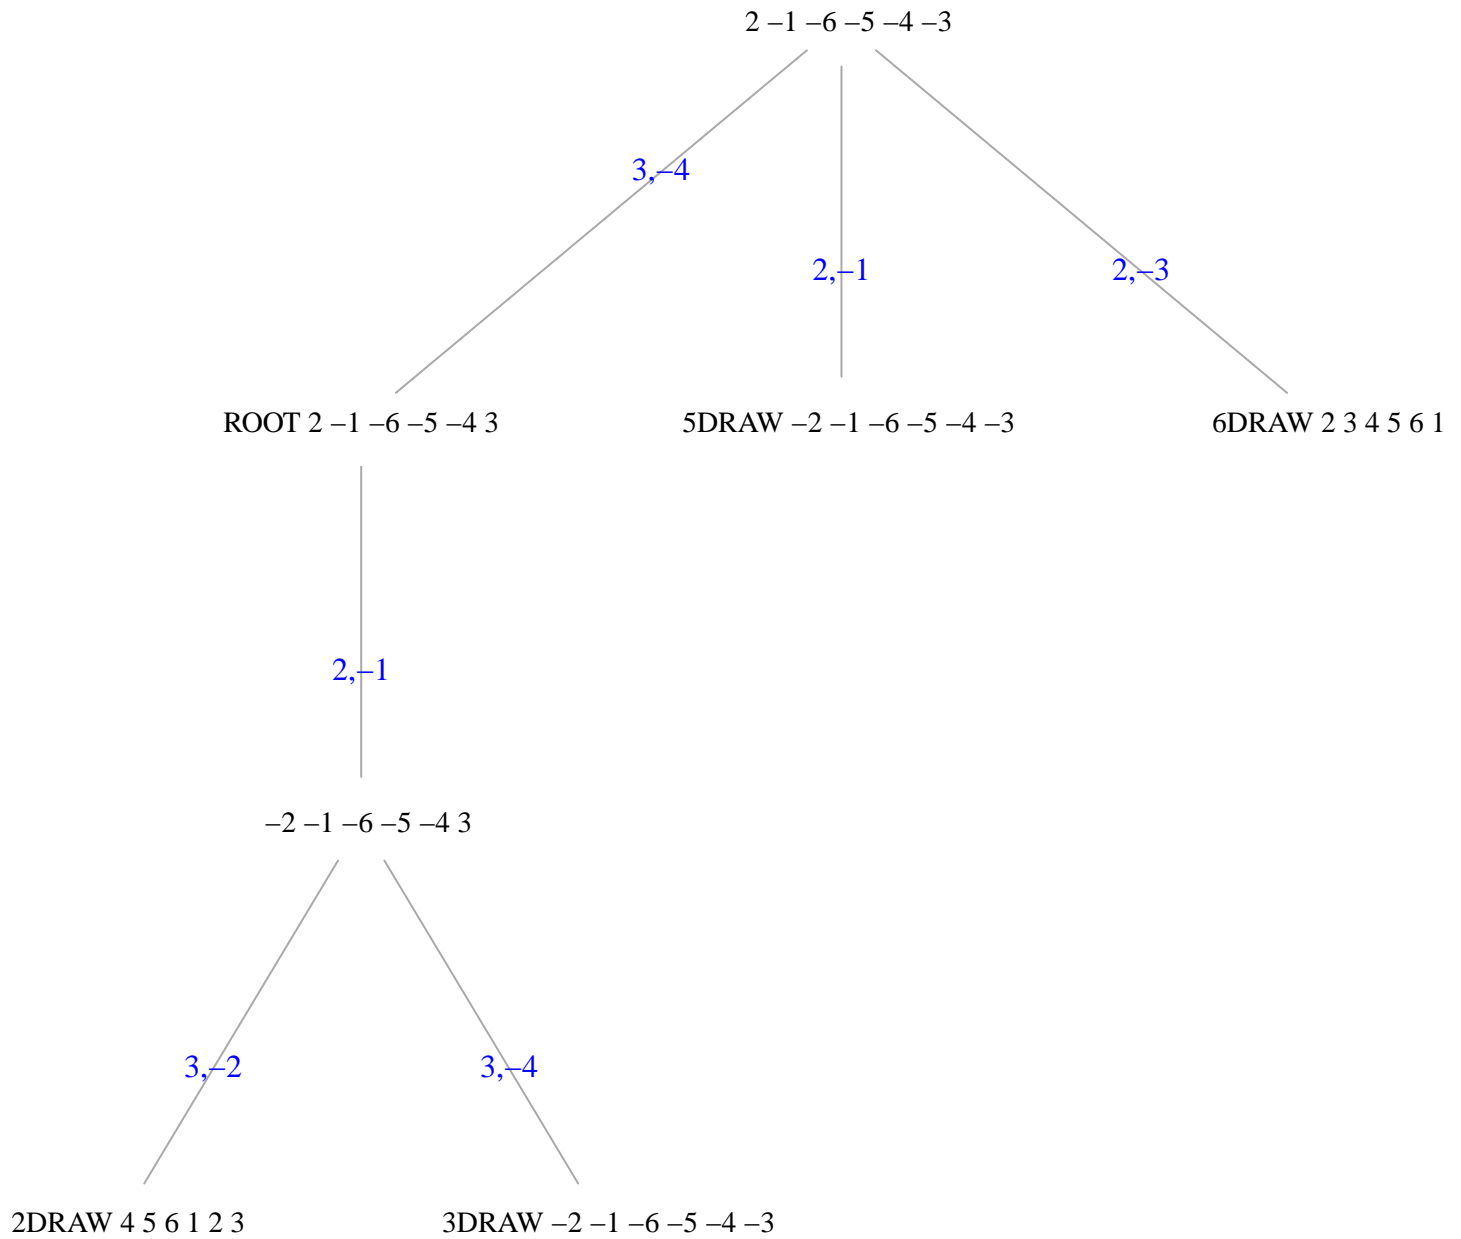 2 –1 –6 –5 –4 –3
3,–4
2,–1
2,–3
ROOT 2 –1 –6 –5 –4 3
5DRAW –2 –1 –6 –5 –4 –3
6DRAW 2 3 4 5 6 1
2,–1
–2 –1 –6 –5 –4 3
3,–2
3,–4
2DRAW 4 5 6 1 2 3
3DRAW –2 –1 –6 –5 –4 –3